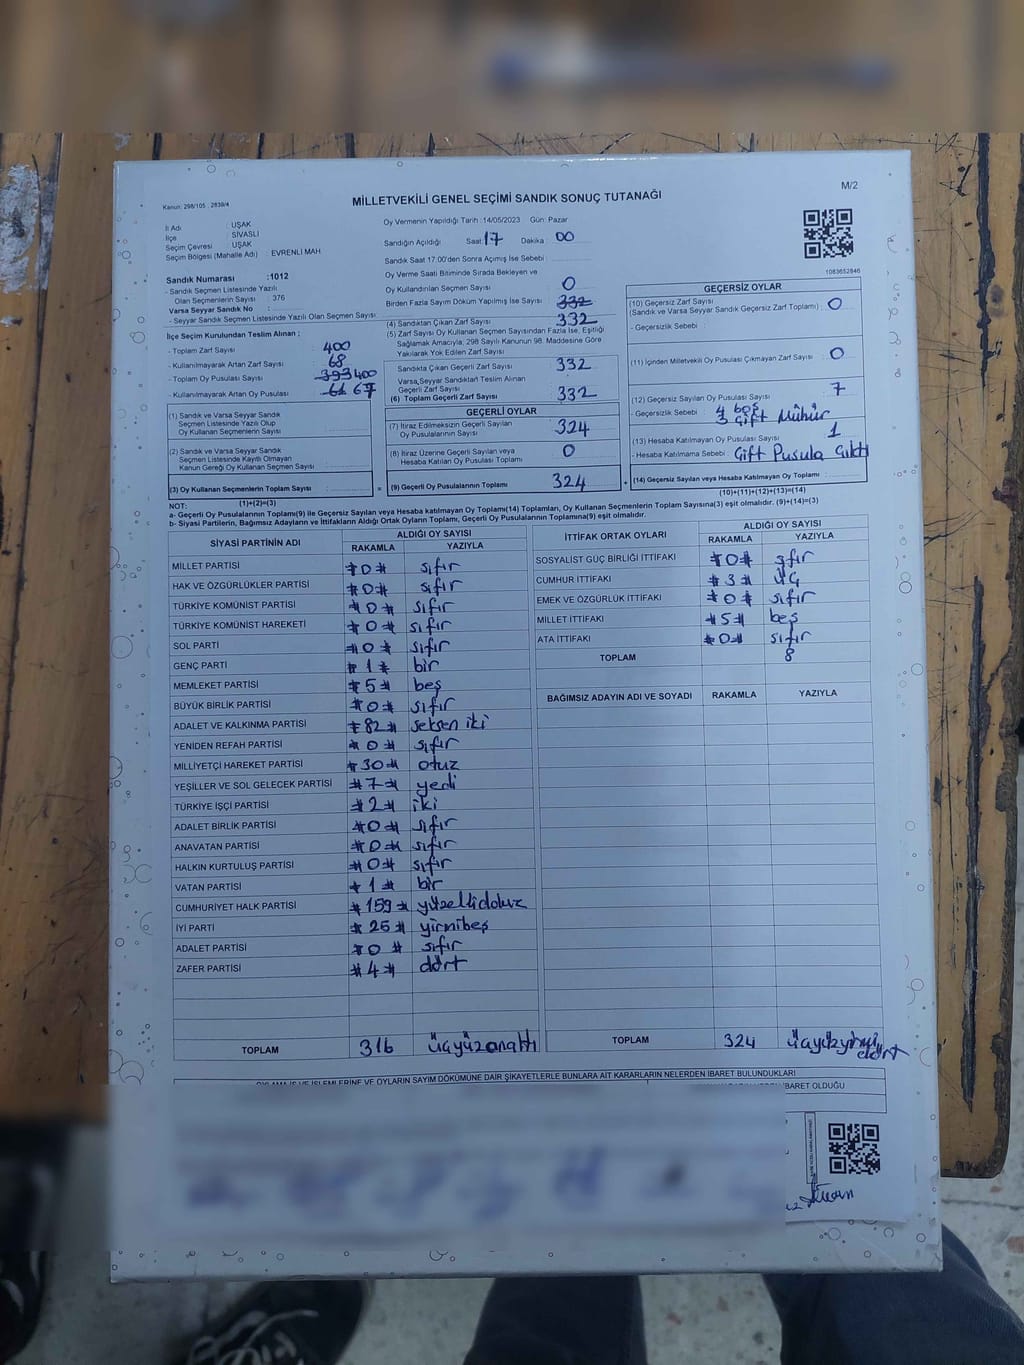 M/2
MİLLETVEKİLİ GENEL SEÇİMİ SANDIK SONUÇ TUTANAĞI
Kanun: 298/105 : 2839/4
İl Adı : UŞAK
İlçe : SİVASLI
Seçim Çevresi : UŞAK
Seçim Bölgesi (Mahalle Adı) : EVRENLİ MAH
Sandık Numarası :1012
- Sandık Seçmen Listesinde Yazılı
Olan Seçmenlerin Sayısı : 376
Varsa Seyyar Sandık No :
- Seyyar Sandık Seçmen Listesinde Yazılı Olan Seçmen Sayısı:
İlçe Seçim Kurulundan Teslim Alınan ;
- Toplam Zarf Sayısı : 400
- Kullanılmayarak Artan Zarf Sayısı : 68
- Toplam Oy Pusulası Sayısı : 393 400
- Kullanılmayarak Artan Oy Pusulası : 61 67
Oy Vermenin Yapıldığı Tarih :14/05/2023 Gün: Pazar
Sandığın Açıldığı Saat: 17 Dakika : 00
Sandık Saat 17:00'den Sonra Açımış İse Sebebi :
Oy Verme Saati Bitiminde Sırada Bekleyen ve
Oy Kullandırılan Seçmen Sayısı : 0
Birden Fazla Sayım Döküm Yapılmış İse Sayısı : 332
(4) Sandıktan Çıkan Zarf Sayısı : 332
(5) Zarf Sayısı Oy Kullanan Seçmen Sayısından Fazla İse, Eşitliği
Sağlamak Amacıyla, 298 Sayılı Kanunun 98. Maddesine Göre
Yakılarak Yok Edilen Zarf Sayısı :
Sandıkta Çıkan Geçerli Zarf Sayısı : 332
Varsa,Seyyar Sandıktan Teslim Alınan
Geçerli Zarf Sayısı :
(6) Toplam Geçerli Zarf Sayısı : 332
1083652846
GEÇERSİZ OYLAR
(10) Geçersiz Zarf Sayısı
(Sandık ve Varsa Seyyar Sandık Geçersiz Zarf Toplamı) : 0
- Geçersizlik Sebebi :
(11) İçinden Milletvekili Oy Pusulası Çıkmayan Zarf Sayısı : 0
(12) Geçersiz Sayılan Oy Pusulası Sayısı : 7
- Geçersizlik Sebebi : 4 boş
3 Çift Mühür
(13) Hesaba Katılmayan Oy Pusulası Sayısı : 1
- Hesaba Katılmama Sebebi : Çift Pusula Çıktı
(14) Geçersiz Sayılan veya Hesaba Katılmayan Oy Toplamı :
(10)+(11)+(12)+(13)=(14)
(1) Sandık ve Varsa Seyyar Sandık
Seçmen Listesinde Yazılı Olup
Oy Kullanan Seçmenlerin Sayısı :
(2) Sandık ve Varsa Seyyar Sandık
Seçmen Listesinde Kayıtlı Olmayan
Kanun Gereği Oy Kullanan Seçmen Sayısı :
(3) Oy Kullanan Seçmenlerin Toplam Sayısı :
(1)+(2)=(3)
GEÇERLİ OYLAR
(7) İtiraz Edilmeksizin Geçerli Sayılan
Oy Pusulalarının Sayısı : 324
(8) İtiraz Üzerine Geçerli Sayılan veya
Hesaba Katılan Oy Pusulası Toplamı : 0
(9) Geçerli Oy Pusulalarının Toplamı : 324
NOT:
a- Geçerli Oy Pusulalarının Toplamı(9) ile Geçersiz Sayılan veya Hesaba katılmayan Oy Toplamı(14) Toplamları, Oy Kullanan Seçmenlerin Toplam Sayısına(3) eşit olmalıdır. (9)+(14)=(3)
b- Siyasi Partilerin, Bağımsız Adayların ve İttifakların Aldığı Ortak Oyların Toplamı, Geçerli Oy Pusulalarının Toplamına(9) eşit olmalıdır.
SİYASİ PARTİNİN ADI ALDIĞI OY SAYISI
RAKAMLA YAZIYLA
MİLLET PARTİSİ #0# sıfır
HAK VE ÖZGÜRLÜKLER PARTİSİ #0# sıfır
TÜRKİYE KOMÜNİST PARTİSİ #0# sıfır
TÜRKİYE KOMÜNİST HAREKETİ #0# sıfır
SOL PARTİ #0# sıfır
GENÇ PARTİ #1# bir
MEMLEKET PARTİSİ #5# beş
BÜYÜK BİRLİK PARTİSİ #0# sıfır
ADALET VE KALKINMA PARTİSİ #82# seksen iki
YENİDEN REFAH PARTİSİ #0# sıfır
MİLLİYETÇİ HAREKET PARTİSİ #30# otuz
YEŞİLLER VE SOL GELECEK PARTİSİ #7# yedi
TÜRKİYE İŞÇİ PARTİSİ #2# iki
ADALET BİRLİK PARTİSİ #0# sıfır
ANAVATAN PARTİSİ #0# sıfır
HALKIN KURTULUŞ PARTİSİ #0# sıfır
VATAN PARTİSİ #1# bir
CUMHURİYET HALK PARTİSİ #159# yüzellidokuz
İYİ PARTİ #25# yirmibeş
ADALET PARTİSİ #0# sıfır
ZAFER PARTİSİ #4# dört
TOPLAM 316 üçyüzonaltı
İTTİFAK ORTAK OYLARI ALDIĞI OY SAYISI
RAKAMLA YAZIYLA
SOSYALİST GÜÇ BİRLİĞİ İTTİFAKI #0# sıfır
CUMHUR İTTİFAKI #3# üç
EMEK VE ÖZGÜRLÜK İTTİFAKI #0# sıfır
MİLLET İTTİFAKI #5# beş
ATA İTTİFAKI #0# sıfır
TOPLAM 8
BAĞIMSIZ ADAYIN ADI VE SOYADI RAKAMLA YAZIYLA
TOPLAM 324 üçyüzyirmi
dört
OYLAMA İŞ VE İŞLEMLERİNE VE OYLARIN SAYIM DÖKÜMÜNE DAİR ŞİKAYETLERLE BUNLARA AİT KARARLARIN NELERDEN İBARET BULUNDUKLARI
İBARET OLDUĞU